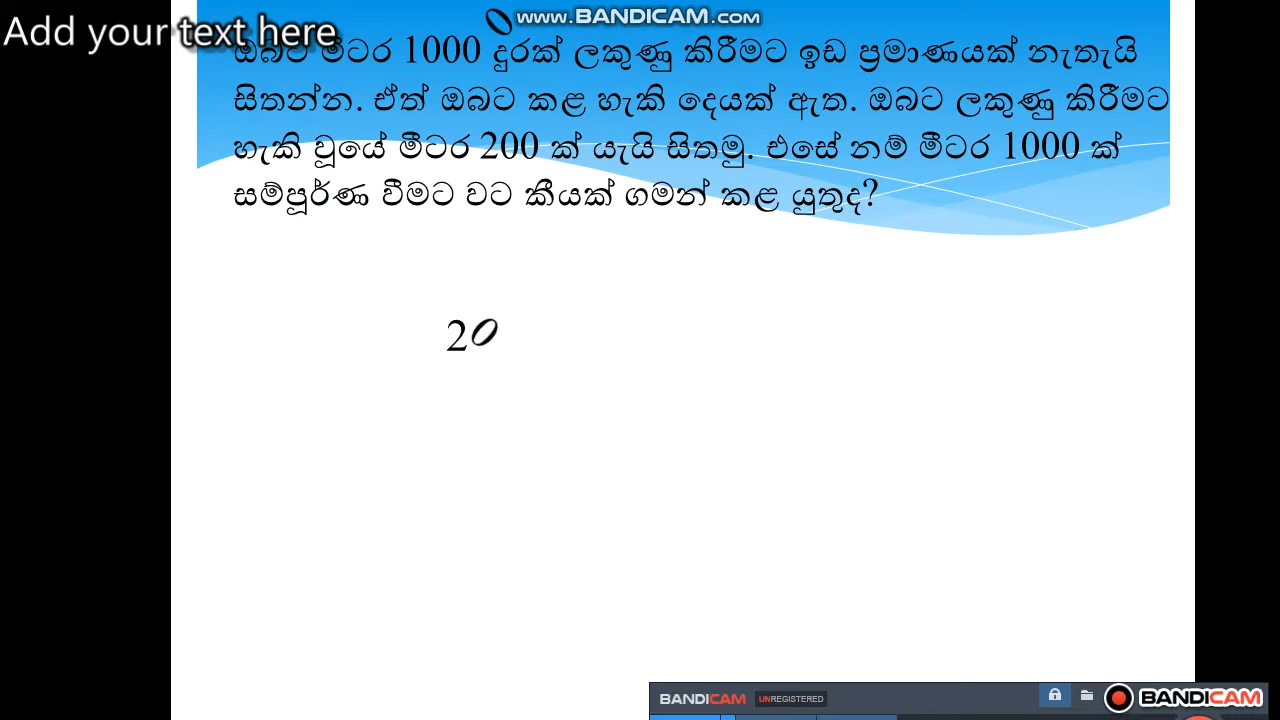 www.BANDICAM.com
Add your text here
ඔබට මීටර 1000 දුරක් ලකුණු කිරීමට ඉඩ ප්‍රමාණයක් නැතැයි
සිතන්න. ඒත් ඔබට කළ හැකි දෙයක් ඇත. ඔබට ලකුණු කිරීමට
හැකි වූයේ මීටර 200 ක් යැයි සිතමු. එසේ නම් මීටර 1000 ක්
සම්පූර්ණ වීමට වට කීයක් ගමන් කළ යුතුද?
20
BANDICAM UNREGISTERED BANDICAM